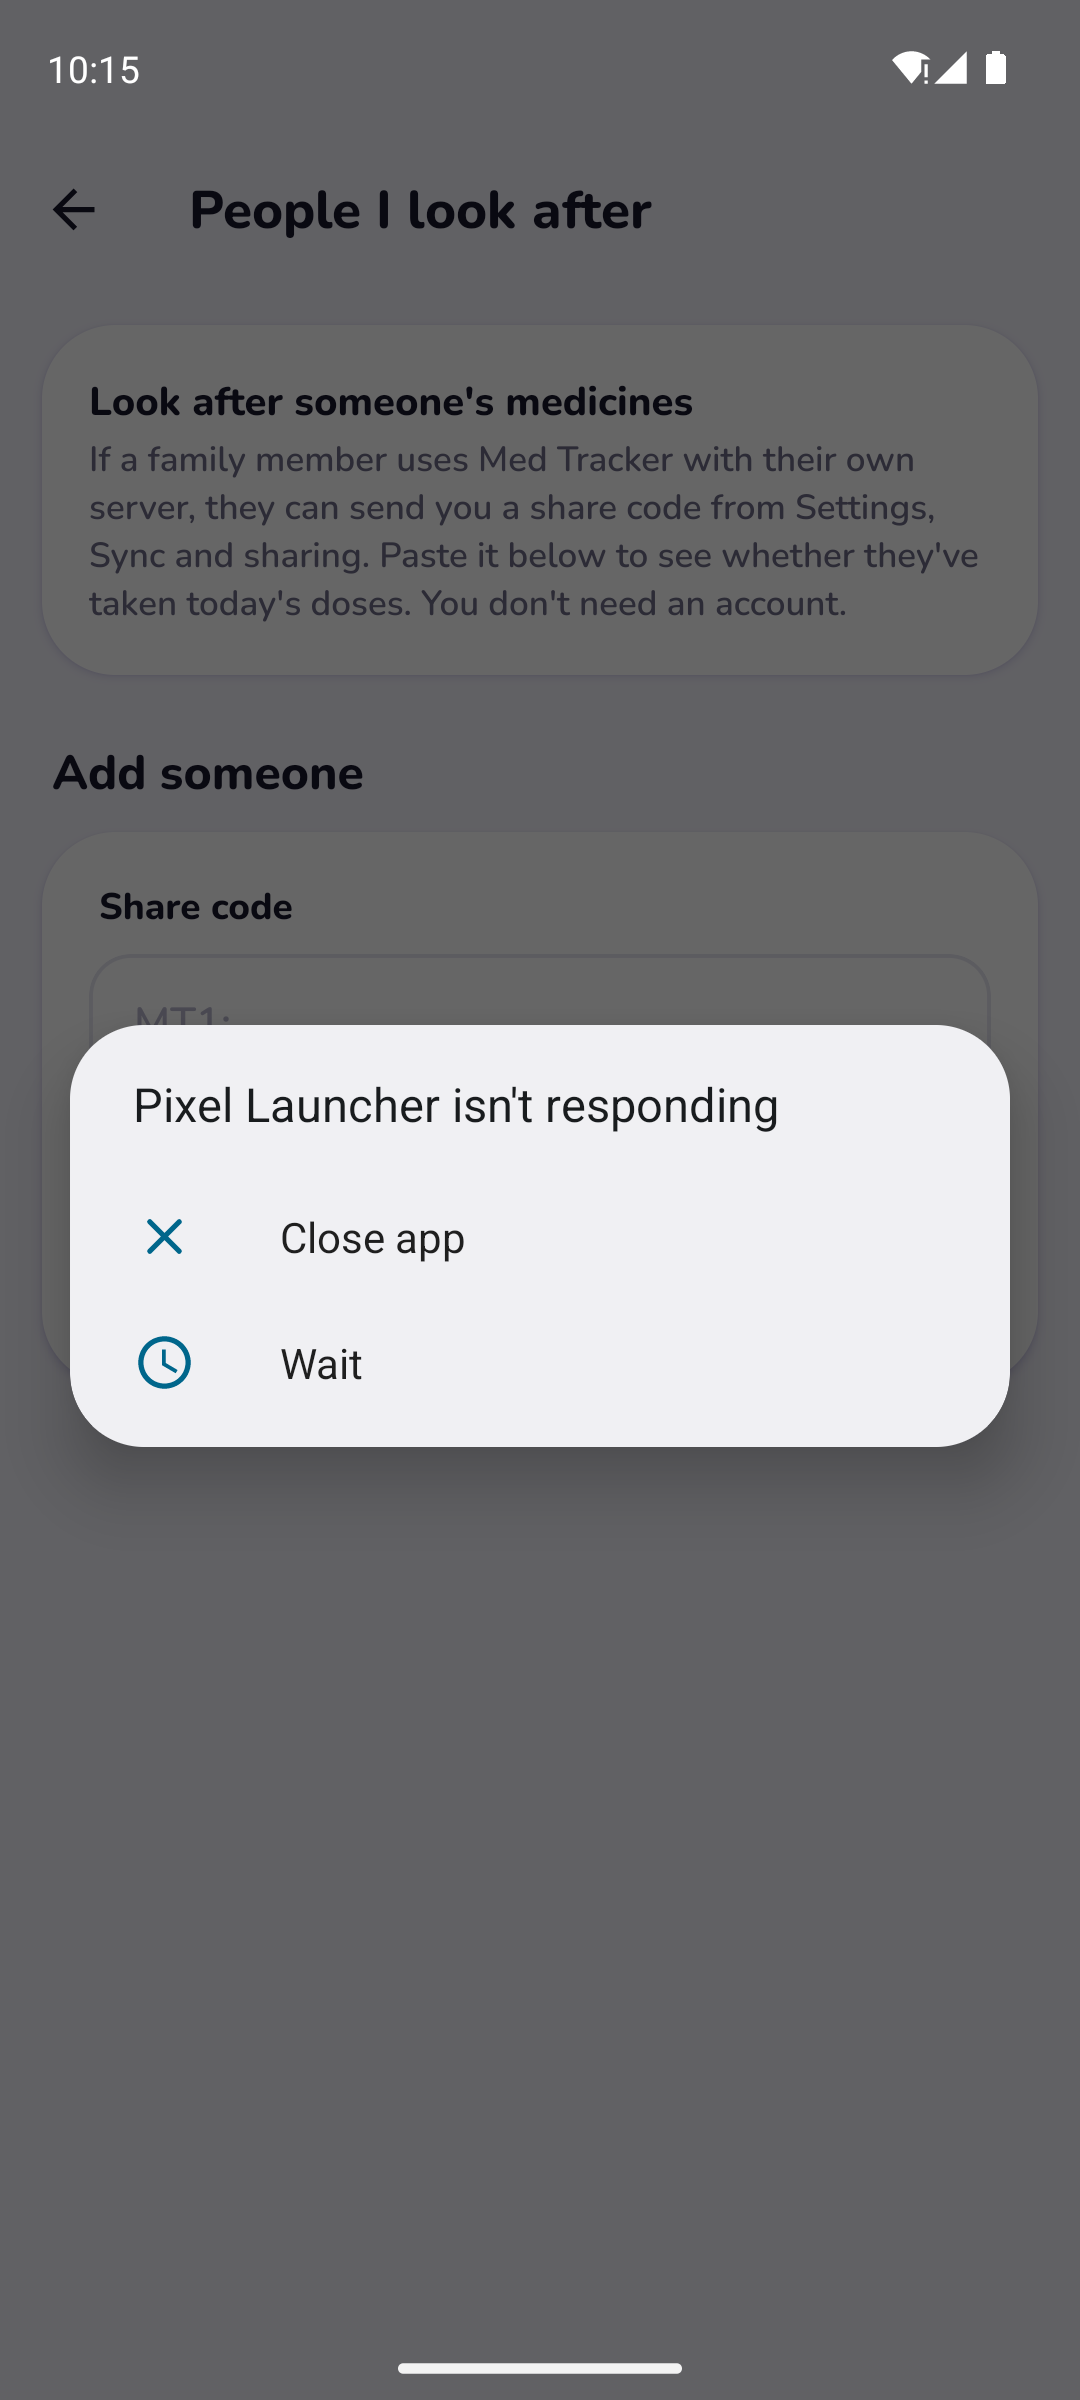 10:15
People I look after
Look after someone's medicines
If a family member uses Med Tracker with their own
server, they can send you a share code from Settings,
Sync and sharing. Paste it below to see whether they've
taken today's doses. You don't need an account.
Add someone
Share code
MT1:
Pixel Launcher isn't responding
Close app
Wait